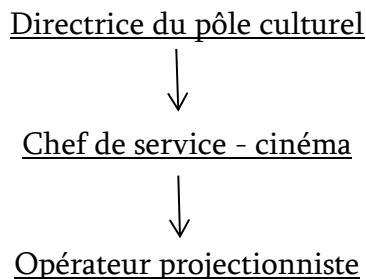 Directrice du pôle culturel
Chef de service - cinéma
Opérateur projectionniste